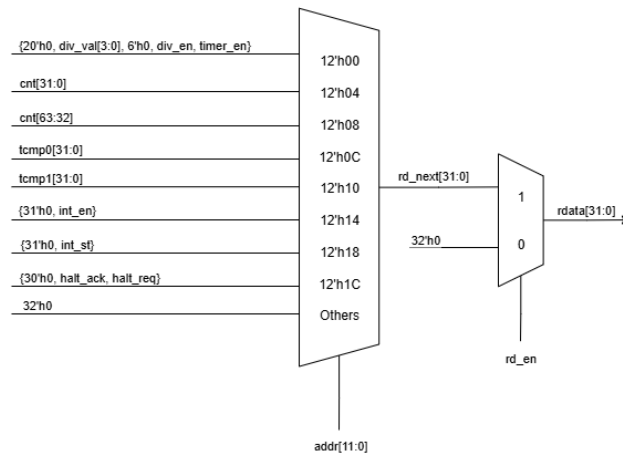 {20'h0, div_val[3:0], 6'h0, div_en, timer_en}
12'h00
cnt[31:0]
12'h04
cnt[63:32]
12'h08
tcmp0[31:0]
12'h0C
tcmp1[31:0]
12'h10
rd_next[31:0]
1
{31'h0, int_en}
12'h14
rdata[31:0]
{31'h0, int_st}
12'h18
32'h0
0
{30'h0, halt_ack, halt_req}
12'h1C
32'h0
Others
rd_en
addr[11:0]